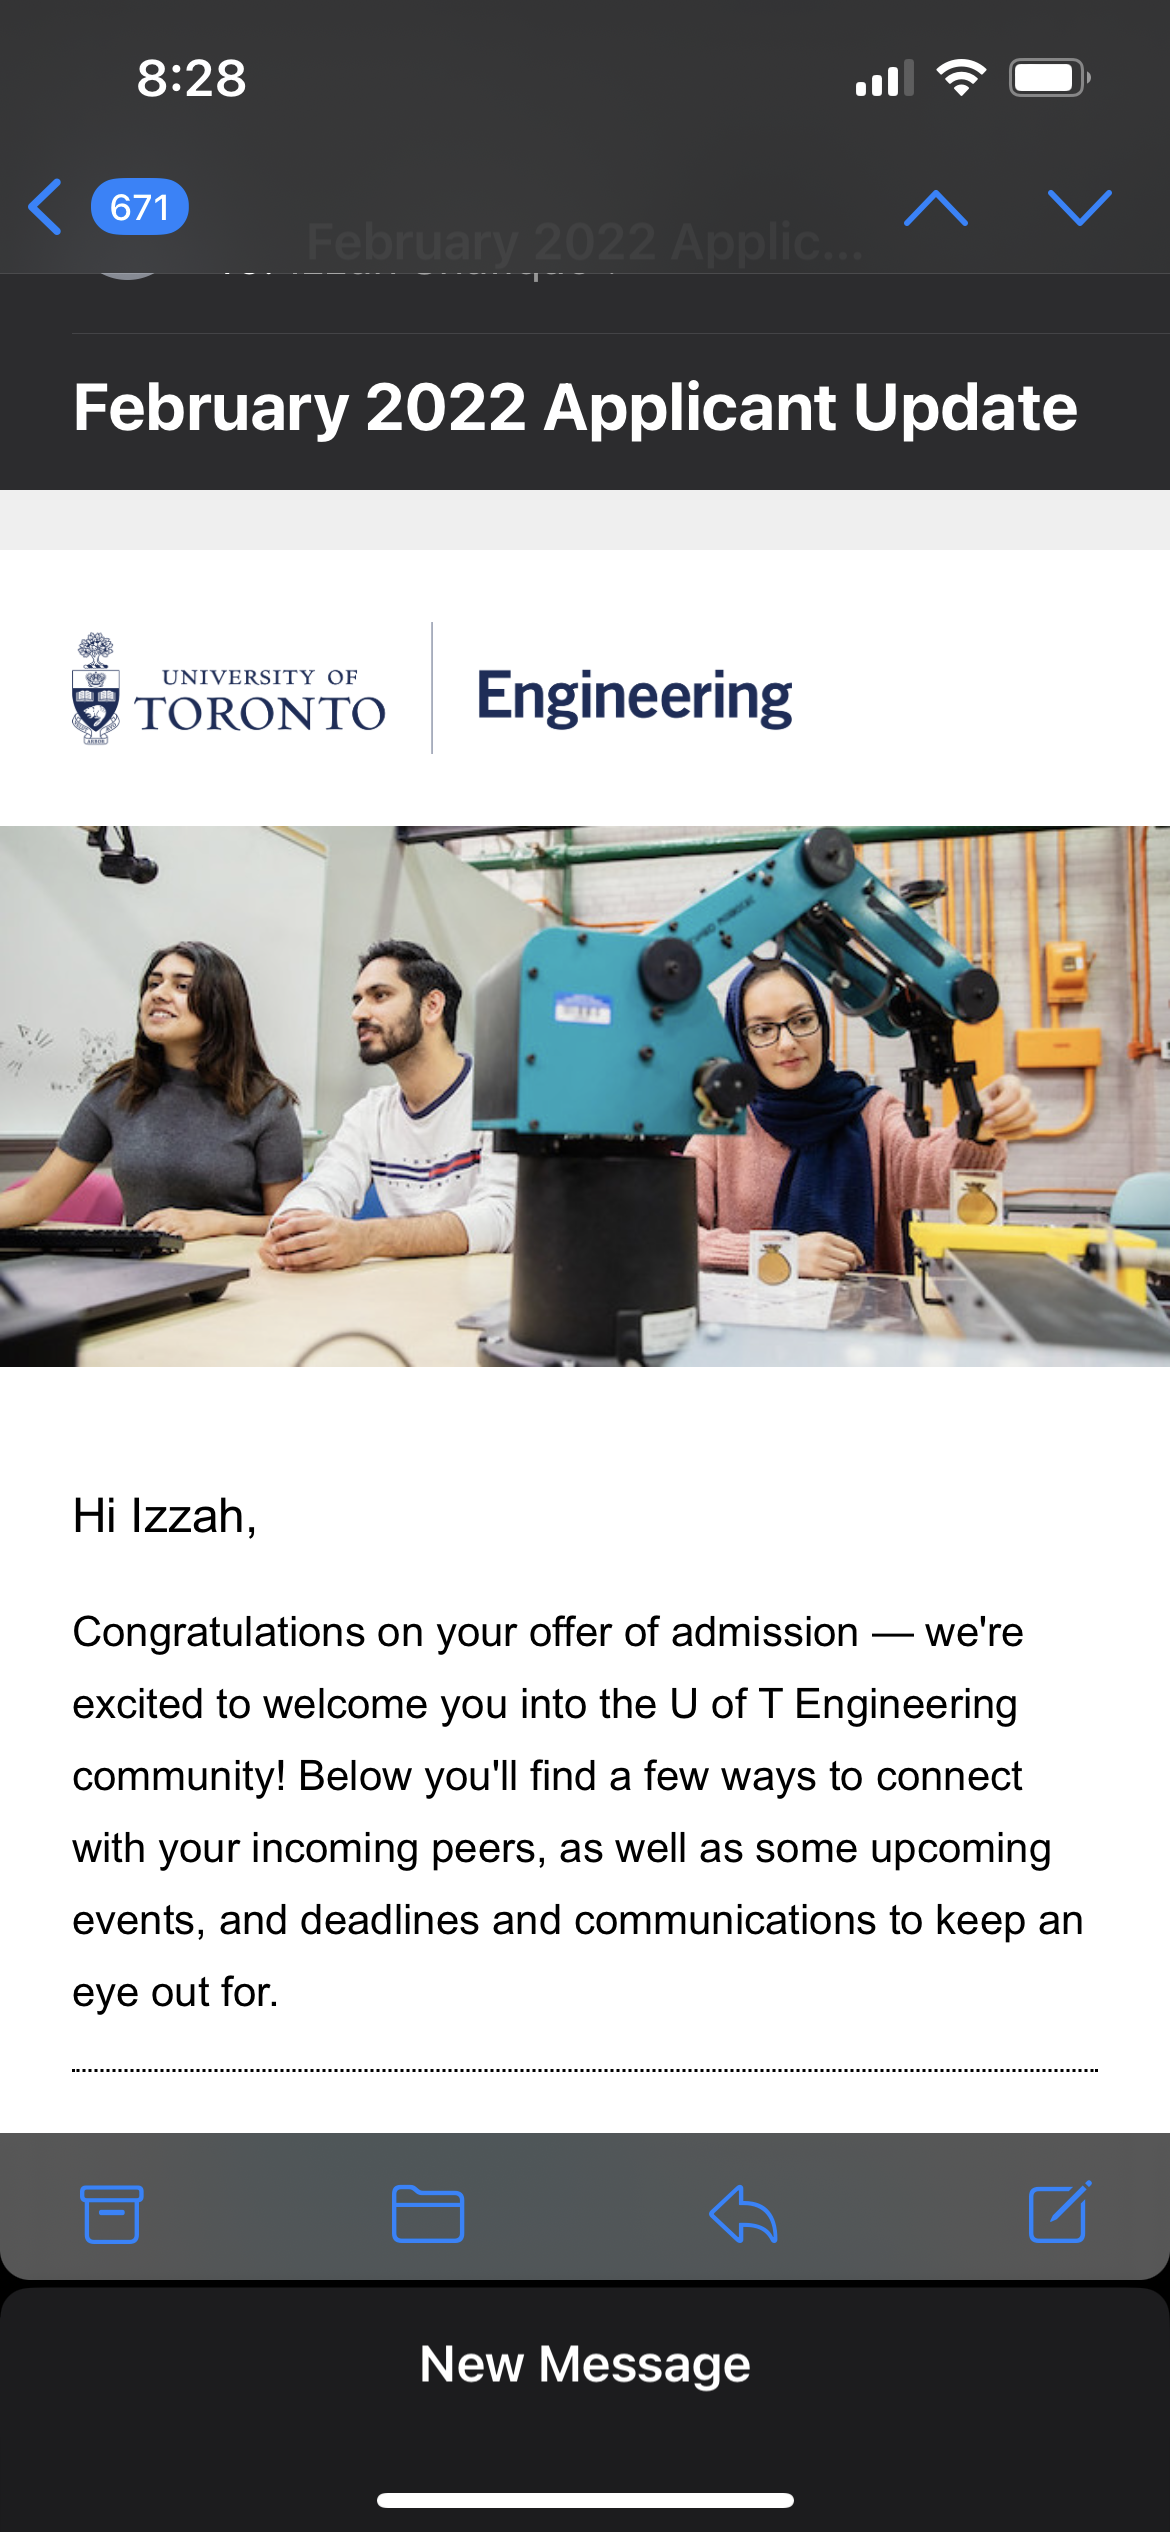 8:28
671
February 2022 Applic...
February 2022 Applicant Update
UNIVERSITY OF
TORONTO
Engineering
Hi Izzah,
Congratulations on your offer of admission — we're
excited to welcome you into the U of T Engineering
community! Below you'll find a few ways to connect
with your incoming peers, as well as some upcoming
events, and deadlines and communications to keep an
eye out for.
New Message